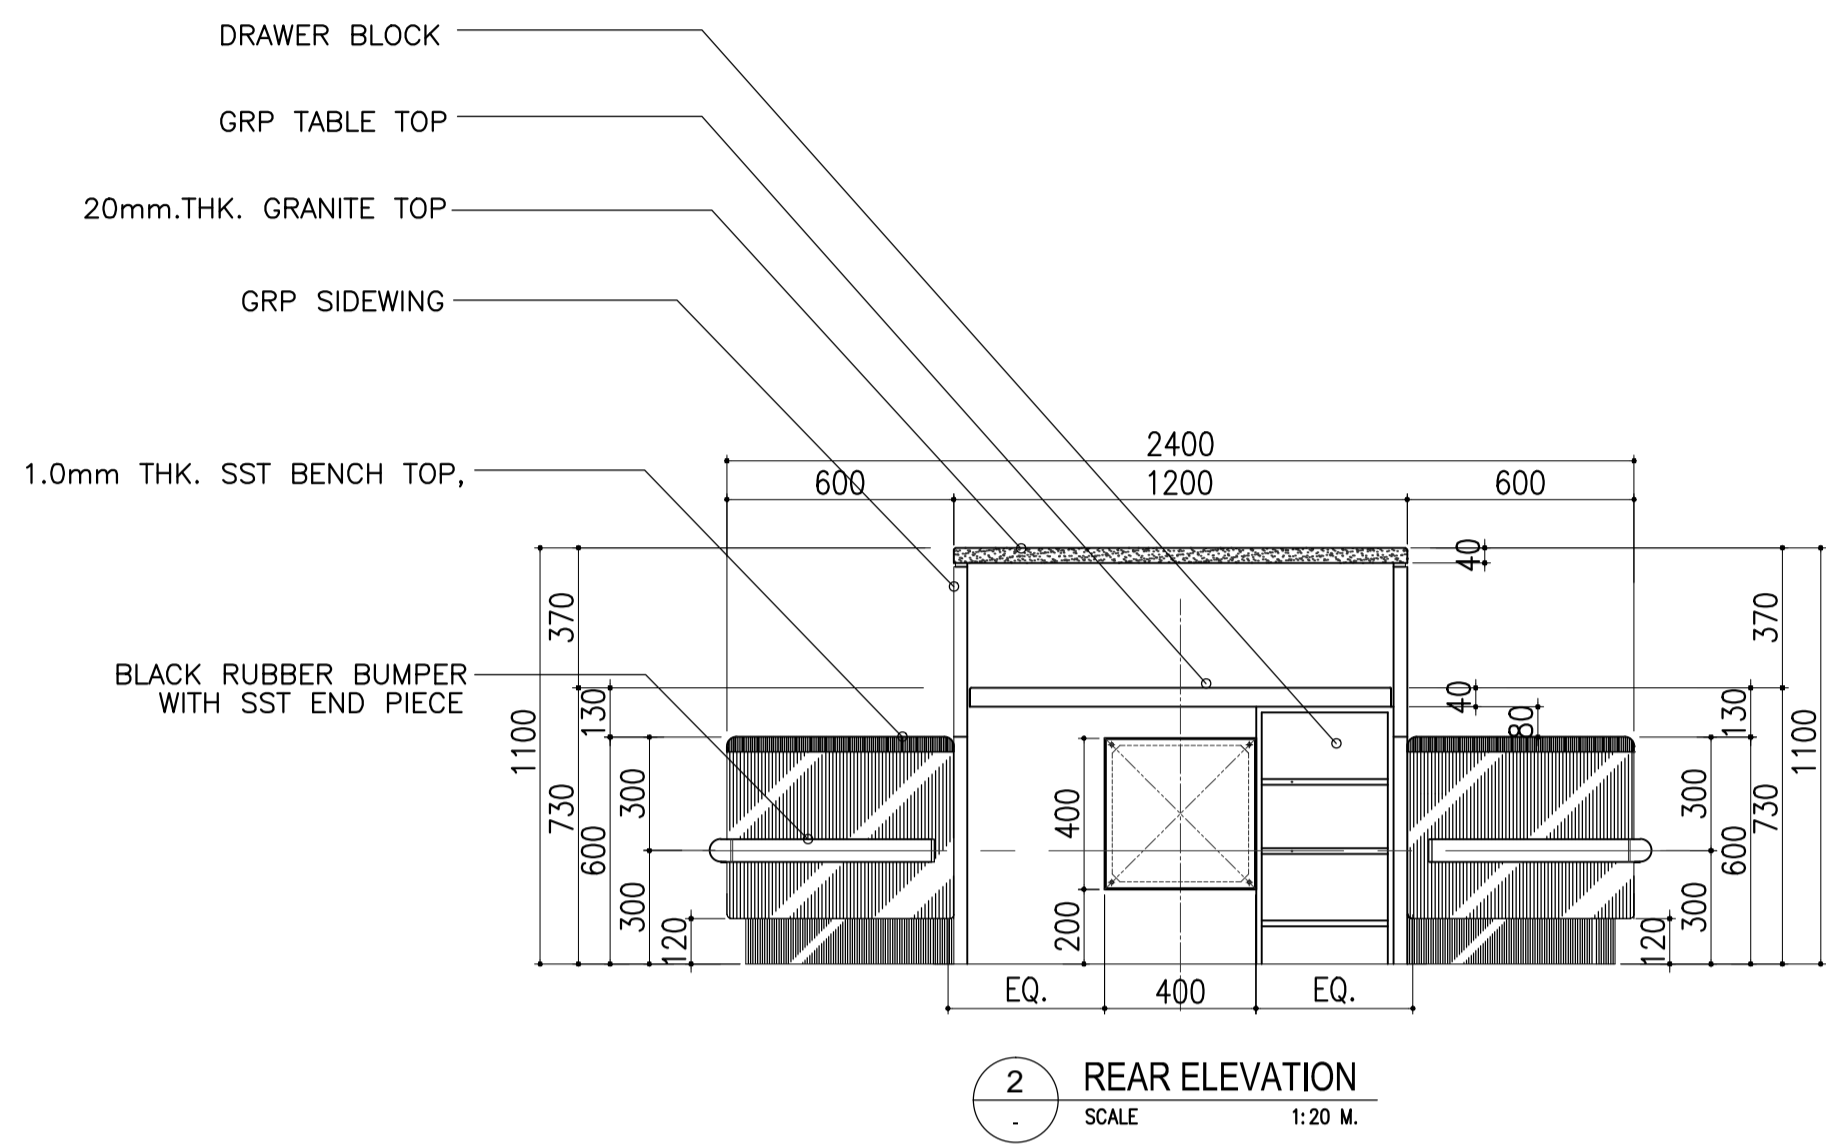 DRAWER BLOCK
GRP TABLE TOP
20mm.THK. GRANITE TOP
GRP SIDEWING
1.0mm THK. SST BENCH TOP,
BLACK RUBBER BUMPER
WITH SST END PIECE
2400
600 1200 600
40
370 370
130 40 130
80
1100 1100
730 300 400 300 730
600 600
300 200 300
120 120
EQ. 400 EQ.
2 REAR ELEVATION
- SCALE 1:20 M.